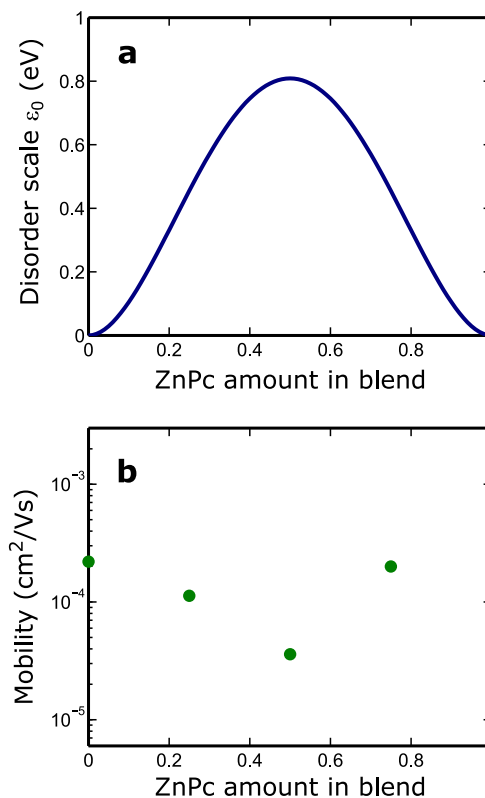 a
Disorder scale ε₀ (eV)
1
0.8
0.6
0.4
0.2
0
0 0.2 0.4 0.6 0.8
ZnPc amount in blend
b
Mobility (cm²/Vs)
10⁻³
10⁻⁴
10⁻⁵
0 0.2 0.4 0.6 0.8
ZnPc amount in blend